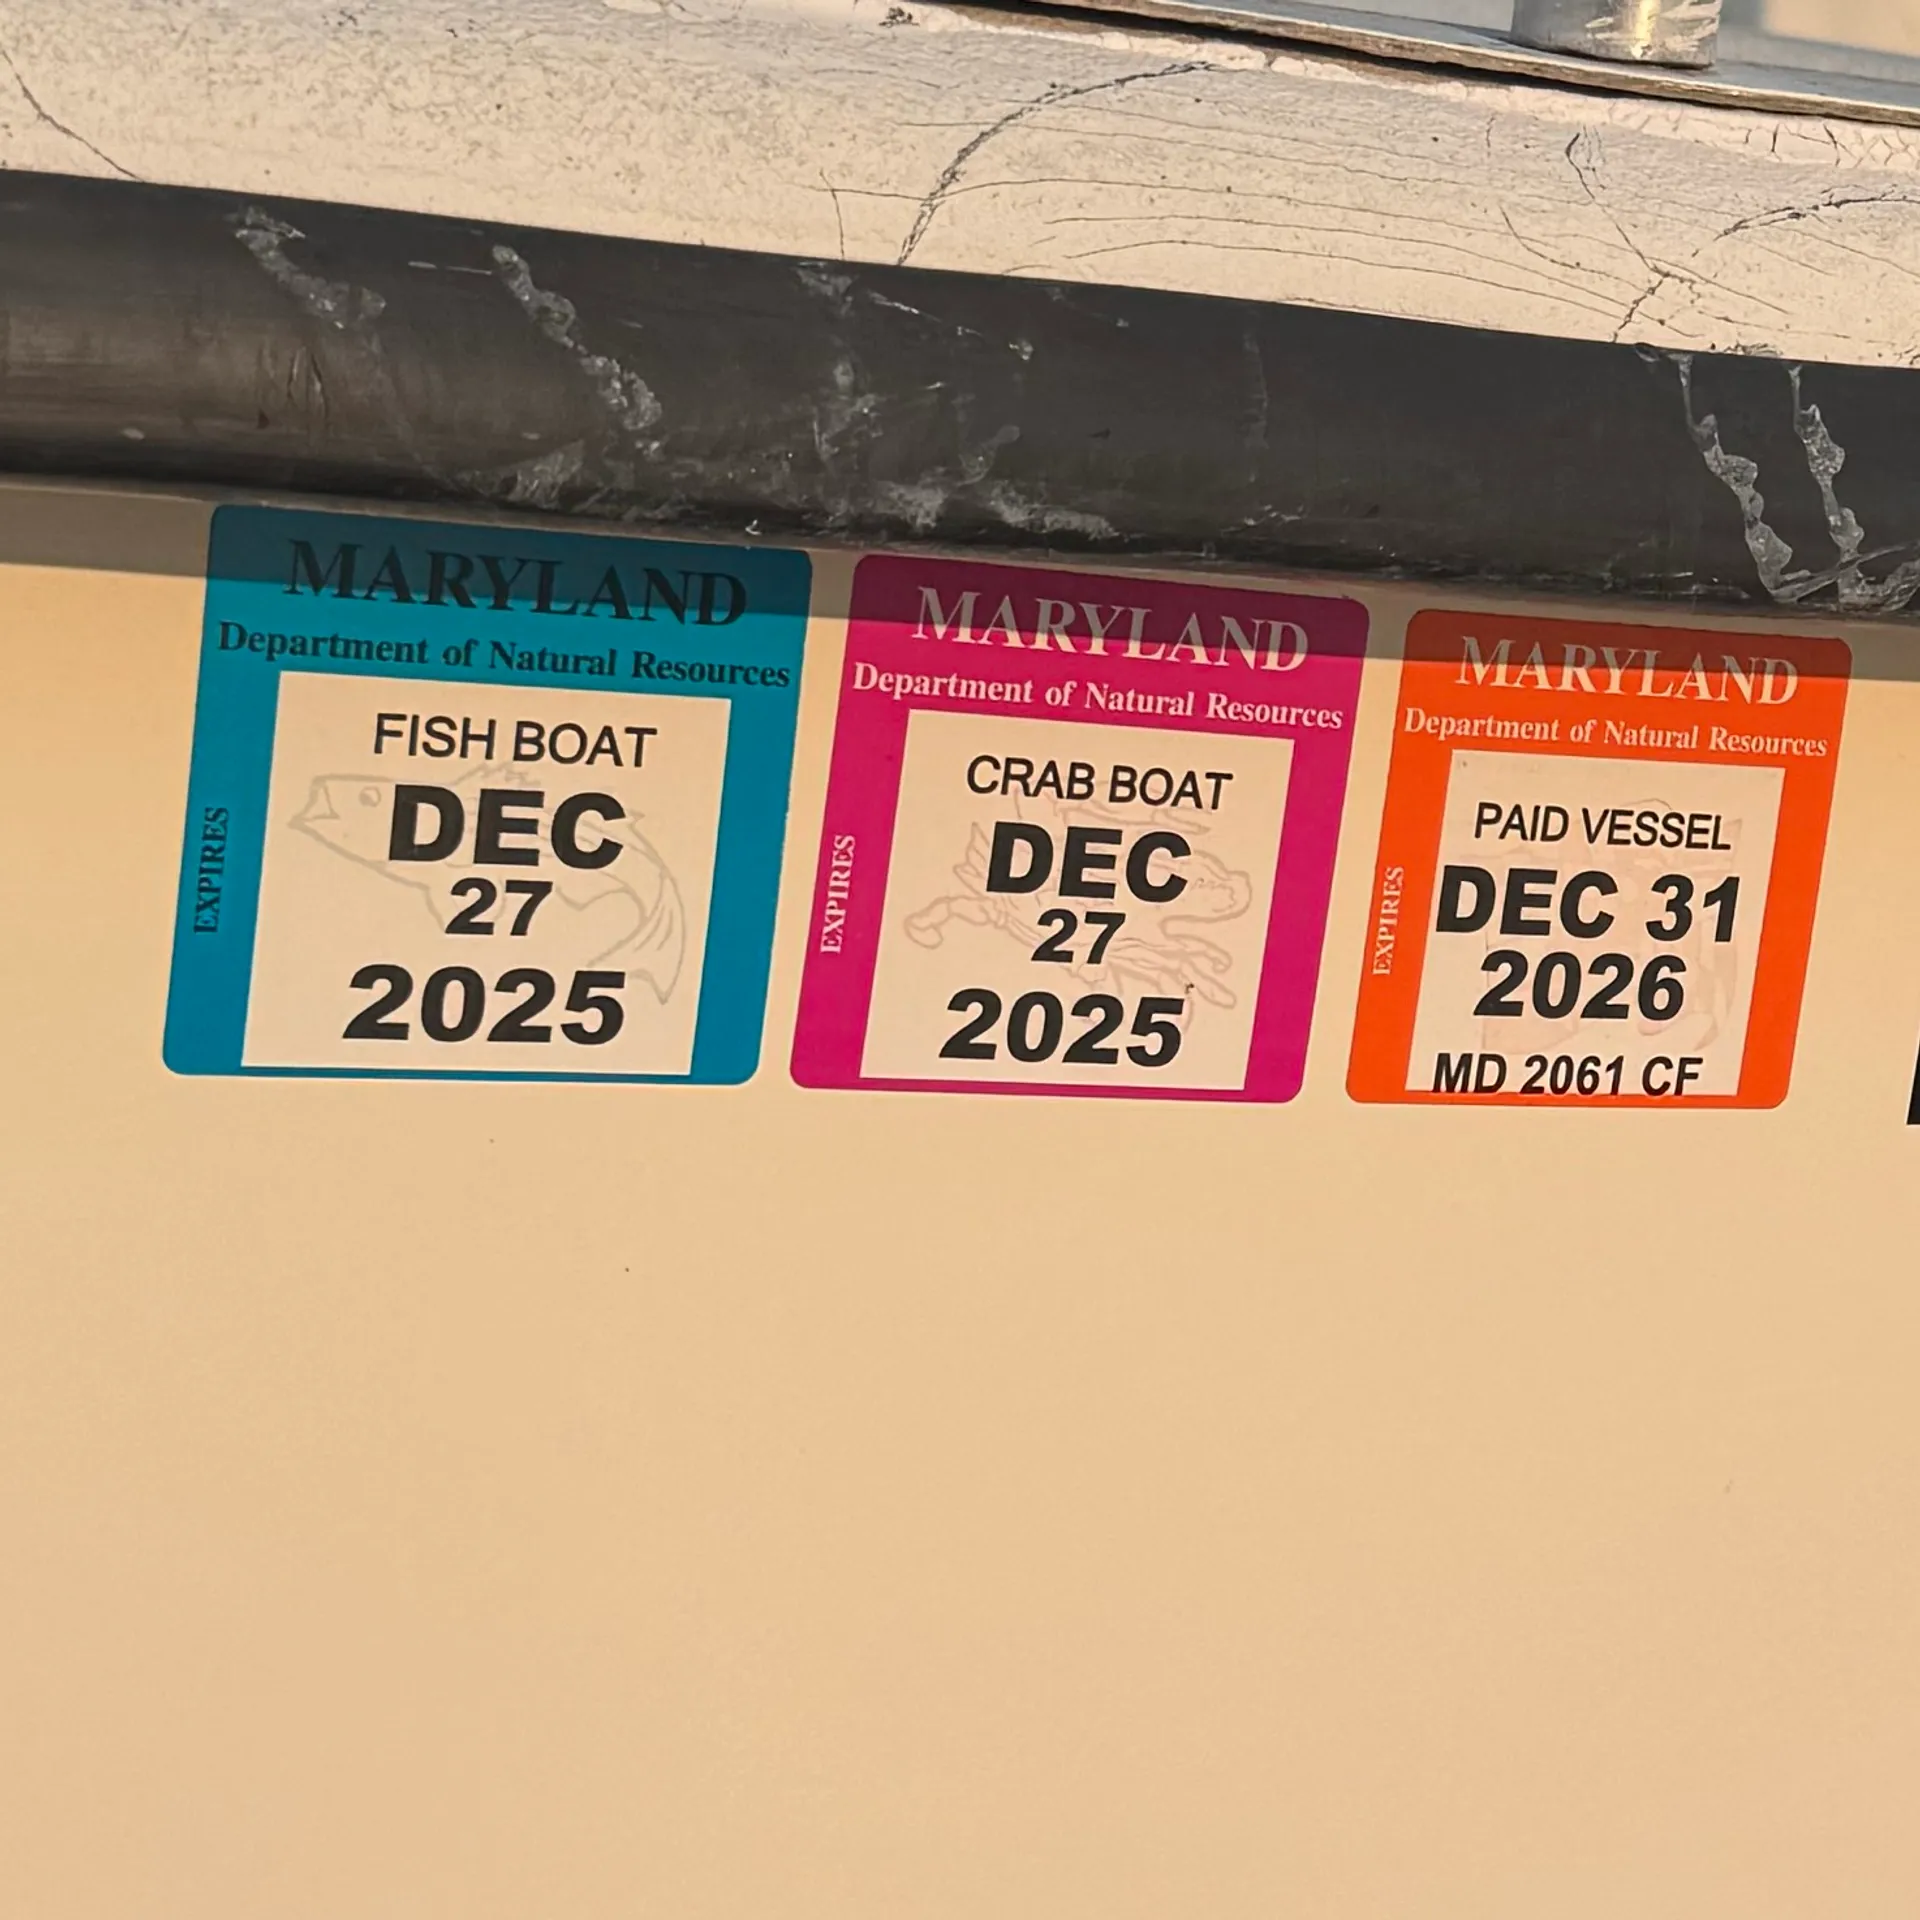 MARYLAND
Department of Natural Resources
EXPIRES
FISH BOAT
DEC
27
2025
MARYLAND
Department of Natural Resources
EXPIRES
CRAB BOAT
DEC
27
2025
MARYLAND
Department of Natural Resources
EXPIRES
PAID VESSEL
DEC 31
2026
MD 2061 CF